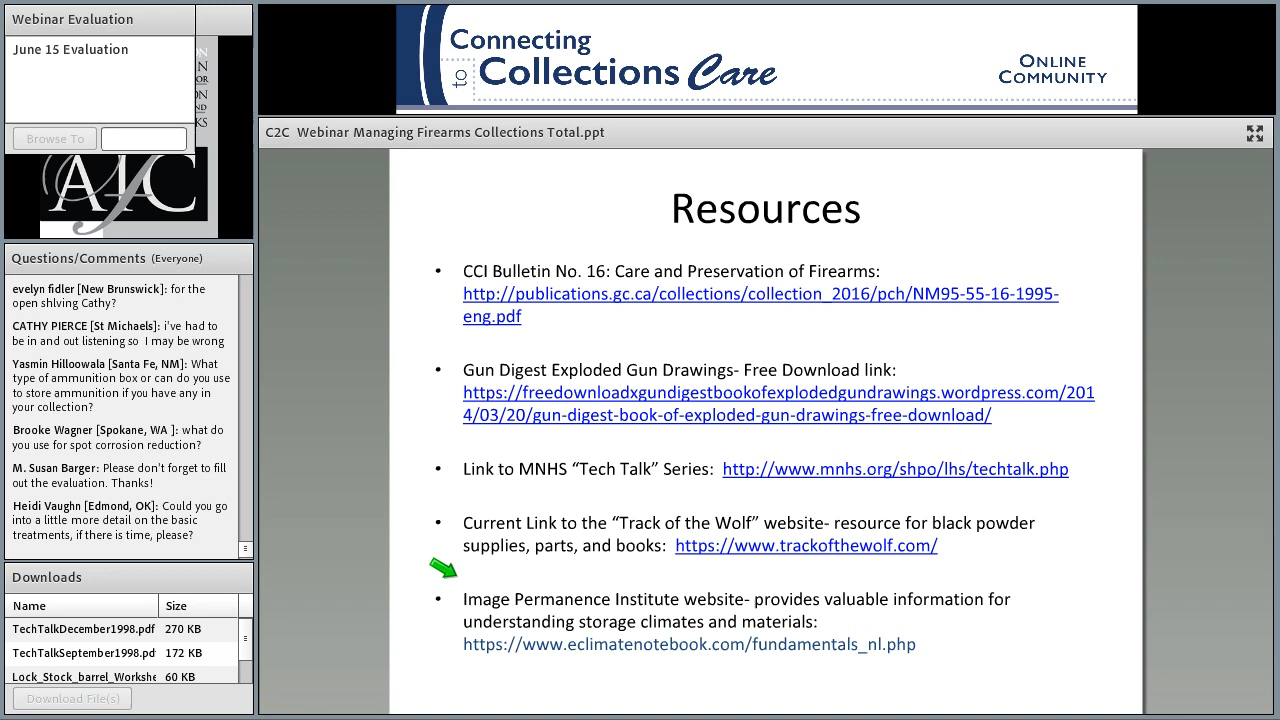 Webinar Evaluation
June 15 Evaluation
Browse To
AIC
Questions/Comments (Everyone)
evelyn fidler [New Brunswick]: for the
open shlving Cathy?
CATHY PIERCE [St Michaels]: i've had to
be in and out listening so I may be wrong
Yasmin Hilloowala [Santa Fe, NM]: What
type of ammunition box or can do you use
to store ammunition if you have any in
your collection?
Brooke Wagner [Spokane, WA ]: what do
you use for spot corrosion reduction?
M. Susan Barger: Please don't forget to fill
out the evaluation. Thanks!
Heidi Vaughn [Edmond, OK]: Could you go
into a little more detail on the basic
treatments, if there is time, please?
Downloads
Name Size
TechTalkDecember1998.pdf 270 KB
TechTalkSeptember1998.pd 172 KB
Lock_Stock_barrel_Workshe 60 KB
Download File(s)
Connecting
to Collections Care
ONLINE
COMMUNITY
C2C Webinar Managing Firearms Collections Total.ppt
Resources
• CCI Bulletin No. 16: Care and Preservation of Firearms:
http://publications.gc.ca/collections/collection_2016/pch/NM95-55-16-1995-
eng.pdf
• Gun Digest Exploded Gun Drawings- Free Download link:
https://freedownloadxgundigestbookofexplodedgundrawings.wordpress.com/201
4/03/20/gun-digest-book-of-exploded-gun-drawings-free-download/
• Link to MNHS “Tech Talk” Series: http://www.mnhs.org/shpo/lhs/techtalk.php
• Current Link to the “Track of the Wolf” website- resource for black powder
supplies, parts, and books: https://www.trackofthewolf.com/
• Image Permanence Institute website- provides valuable information for
understanding storage climates and materials:
https://www.eclimatenotebook.com/fundamentals_nl.php